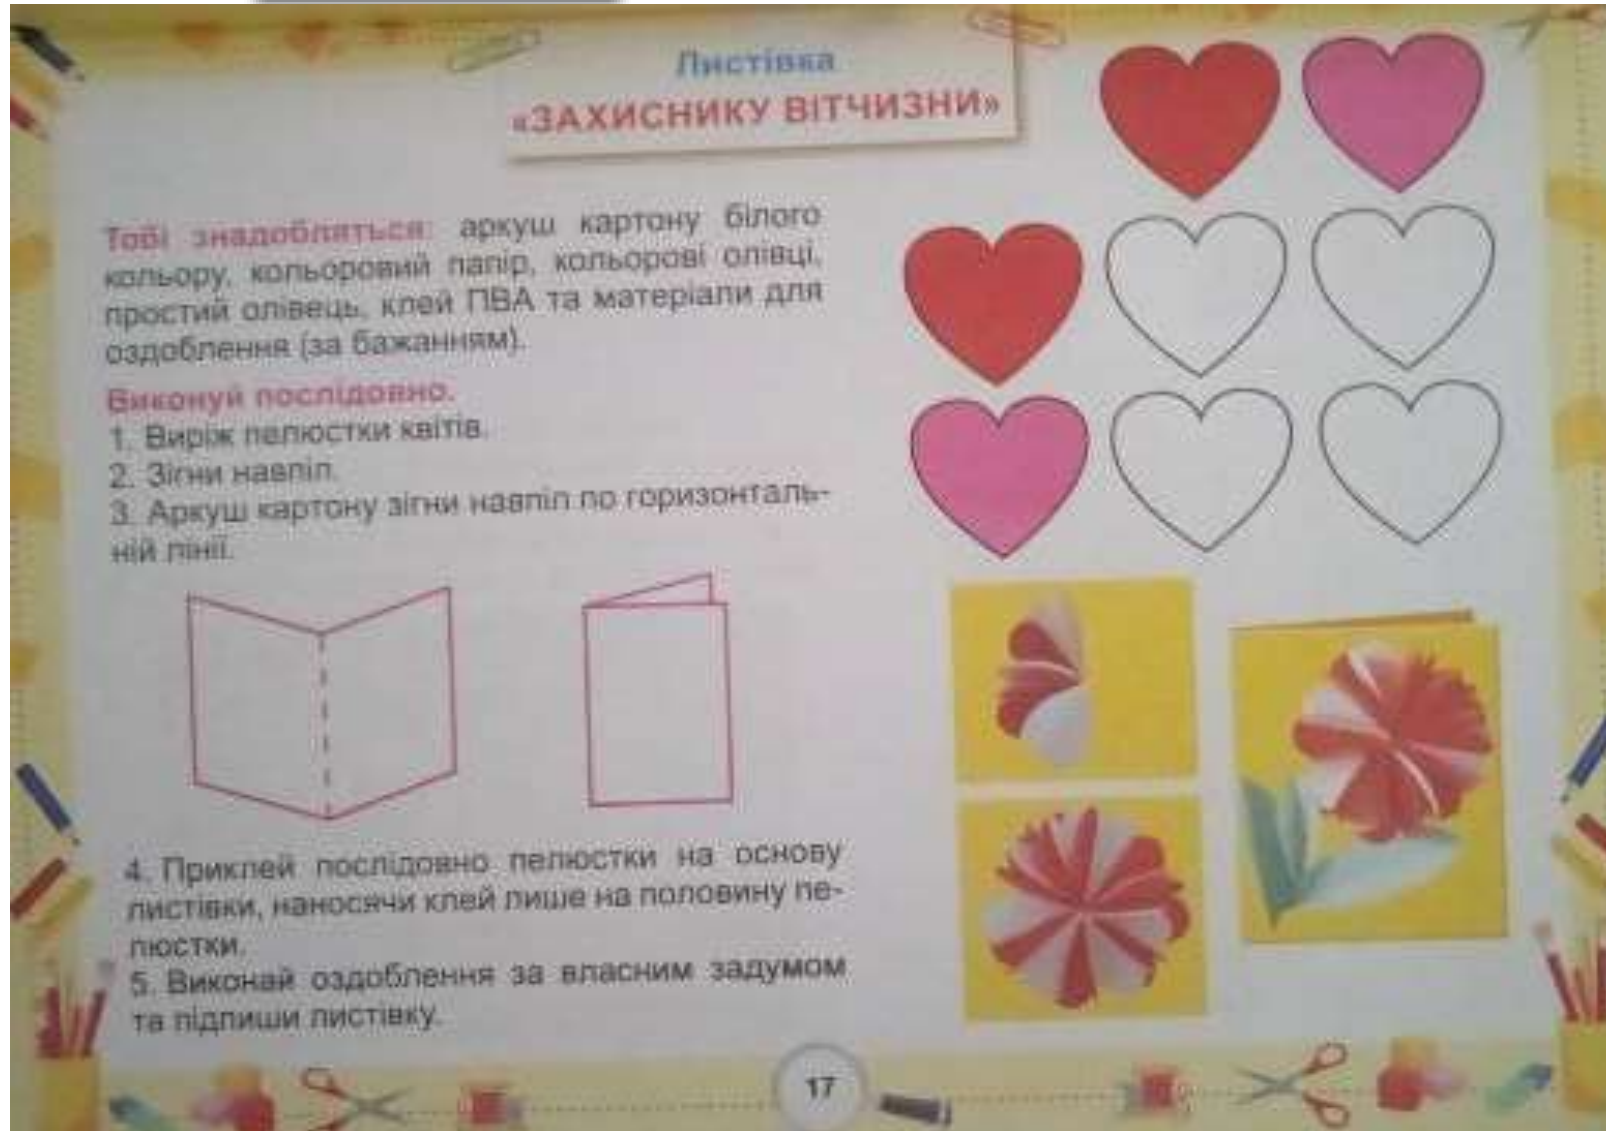 Листівка
«ЗАХИСНИКУ ВІТЧИЗНИ»
Тобі знадобляться: аркуш картону білого
кольору, кольоровий папір, кольорові олівці,
простий олівець, клей ПВА та матеріали для
оздоблення (за бажанням).
Виконуй послідовно.
1. Виріж пелюстки квітів.
2. Зігни навпіл.
3. Аркуш картону зігни навпіл по горизонталь-
ній лінії.
4. Приклей послідовно пелюстки на основу
листівки, наносячи клей лише на половину пе-
люстки.
5. Виконай оздоблення за власним задумом
та підпиши листівку.
17